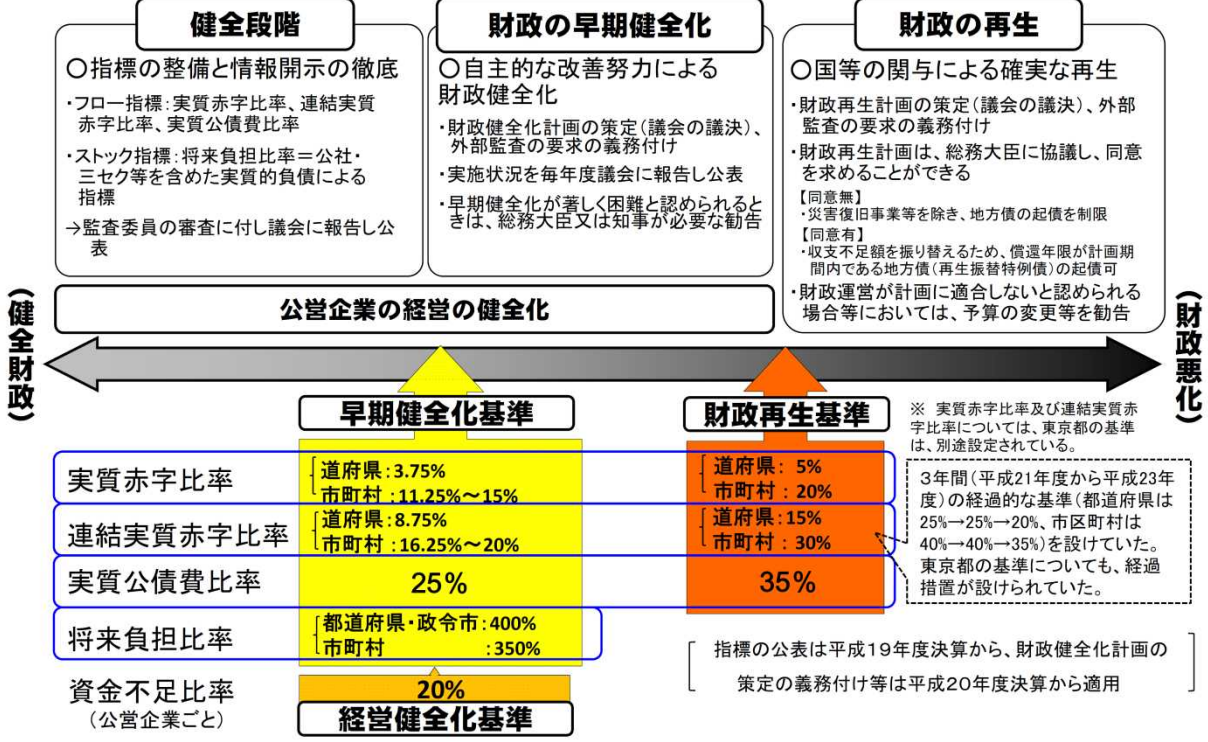 健全段階
○指標の整備と情報開示の徹底
・フロー指標：実質赤字比率、連結実質
赤字比率、実質公債費比率
・ストック指標：将来負担比率＝公社・
三セク等を含めた実質的負債による
指標
→監査委員の審査に付し議会に報告し公
表
財政の早期健全化
○自主的な改善努力による
財政健全化
・財政健全化計画の策定（議会の議決）、
外部監査の要求の義務付け
・実施状況を毎年度議会に報告し公表
・早期健全化が著しく困難と認められると
きは、総務大臣又は知事が必要な勧告
財政の再生
○国等の関与による確実な再生
・財政再生計画の策定（議会の議決）、外部
監査の要求の義務付け
・財政再生計画は、総務大臣に協議し、同意
を求めることができる
【同意無】
・災害復旧事業等を除き、地方債の起債を制限
【同意有】
・収支不足額を振り替えるため、償還年限が計画期
間内である地方債（再生振替特例債）の起債可
・財政運営が計画に適合しないと認められる
場合等においては、予算の変更等を勧告
公営企業の経営の健全化
（健全財政）
（財政悪化）
早期健全化基準
財政再生基準
※ 実質赤字比率及び連結実質赤
字比率については、東京都の基準
は、別途設定されている。
実質赤字比率
道府県：3.75%
市町村：11.25%～15%
道府県： 5%
市町村：20%
連結実質赤字比率
道府県：8.75%
市町村：16.25%～20%
道府県：15%
市町村：30%
３年間（平成21年度から平成23年
度）の経過的な基準（都道府県は
25%→25%→20%、市区町村は
40%→40%→35%）を設けていた。
東京都の基準についても、経過
措置が設けられていた。
実質公債費比率
25%
35%
将来負担比率
都道府県・政令市：400%
市町村 ：350%
資金不足比率
（公営企業ごと）
20%
経営健全化基準
指標の公表は平成１９年度決算から、財政健全化計画の
策定の義務付け等は平成２０年度決算から適用